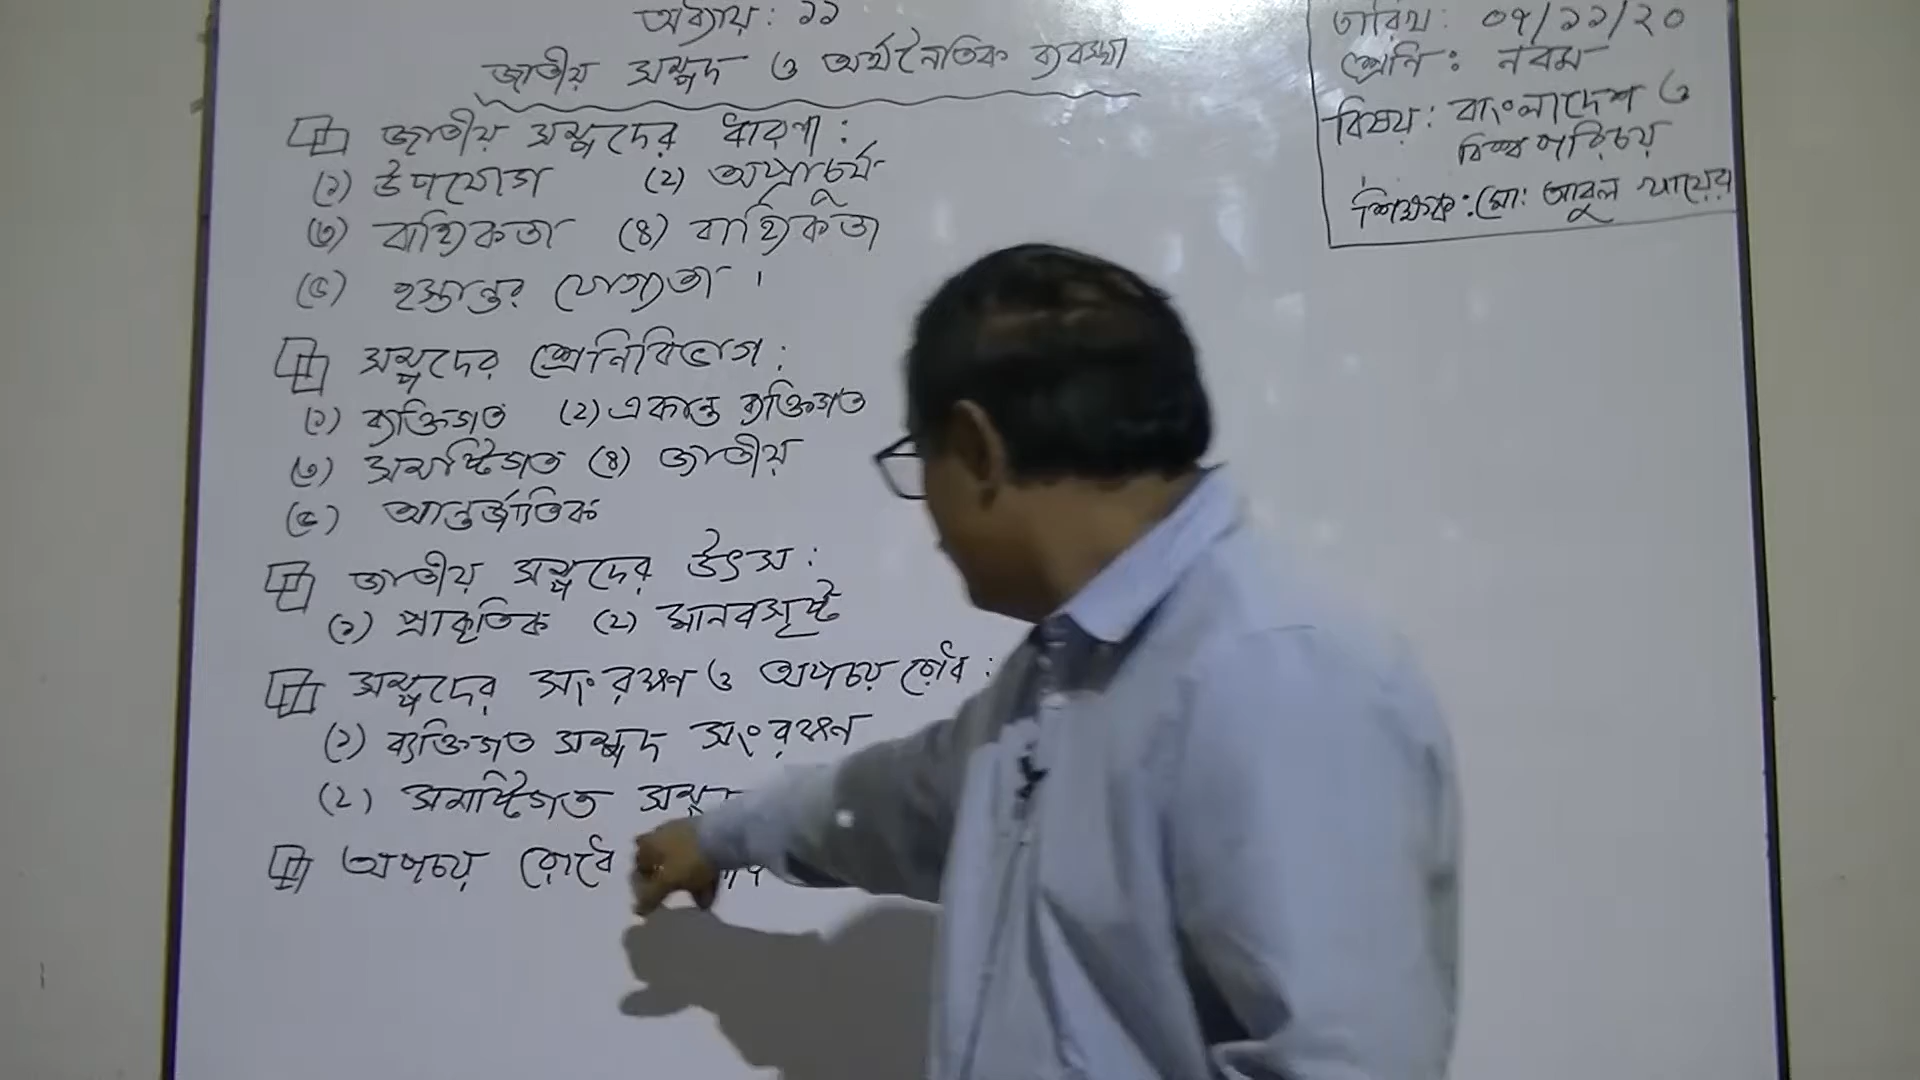 অধ্যায়: ১১
জাতীয় সম্পদ ও অর্থনৈতিক ব্যবস্থা
জাতীয় সম্পদের ধারণা:
(১) উপযোগ (২) অপ্রাচুর্য
(৩) বাহ্যিকতা (৪) বাহ্যিকতা
(৫) হস্তান্তর যোগ্যতা ।
সম্পদের শ্রেনিবিভাগ:
(১) ব্যক্তিগত (২) একান্ত ব্যক্তিগত
(৩) সমষ্টিগত (৪) জাতীয়
(৫) আন্তর্জাতিক
জাতীয় সম্পদের উৎস:
(১) প্রাকৃতিক (২) মানবসৃষ্ট
সম্পদের সংরক্ষণ ও অপচয় রোধ:
(১) ব্যক্তিগত সম্পদ সংরক্ষন
(২) সমষ্টিগত
অপচয় রোধে
তারিখ: ০৭/১১/২০
শ্রেনি: নবম
বিষয়: বাংলাদেশ ও
বিশ্বপরিচয়
শিক্ষক: মো: আবুল খায়ের